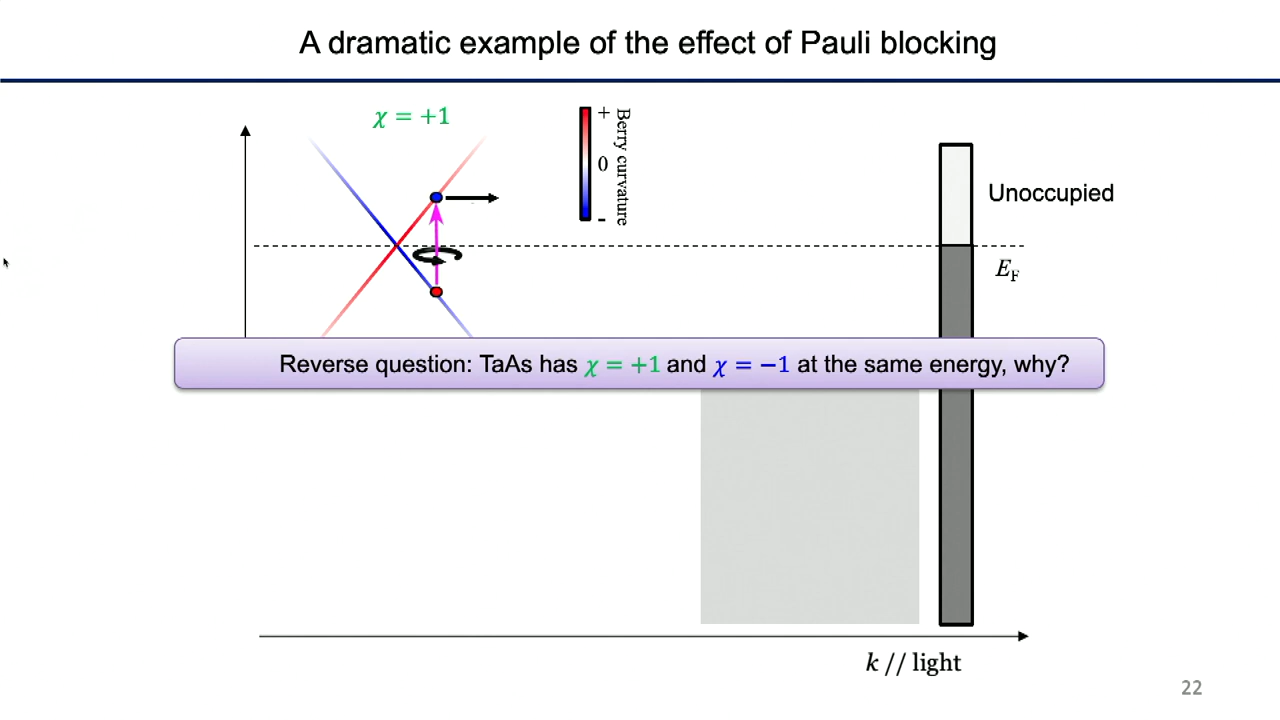 A dramatic example of the effect of Pauli blocking
χ = +1
+
0
-
Berry curvature
Unoccupied
E_F
Reverse question: TaAs has χ = +1 and χ = −1 at the same energy, why?
k // light
22